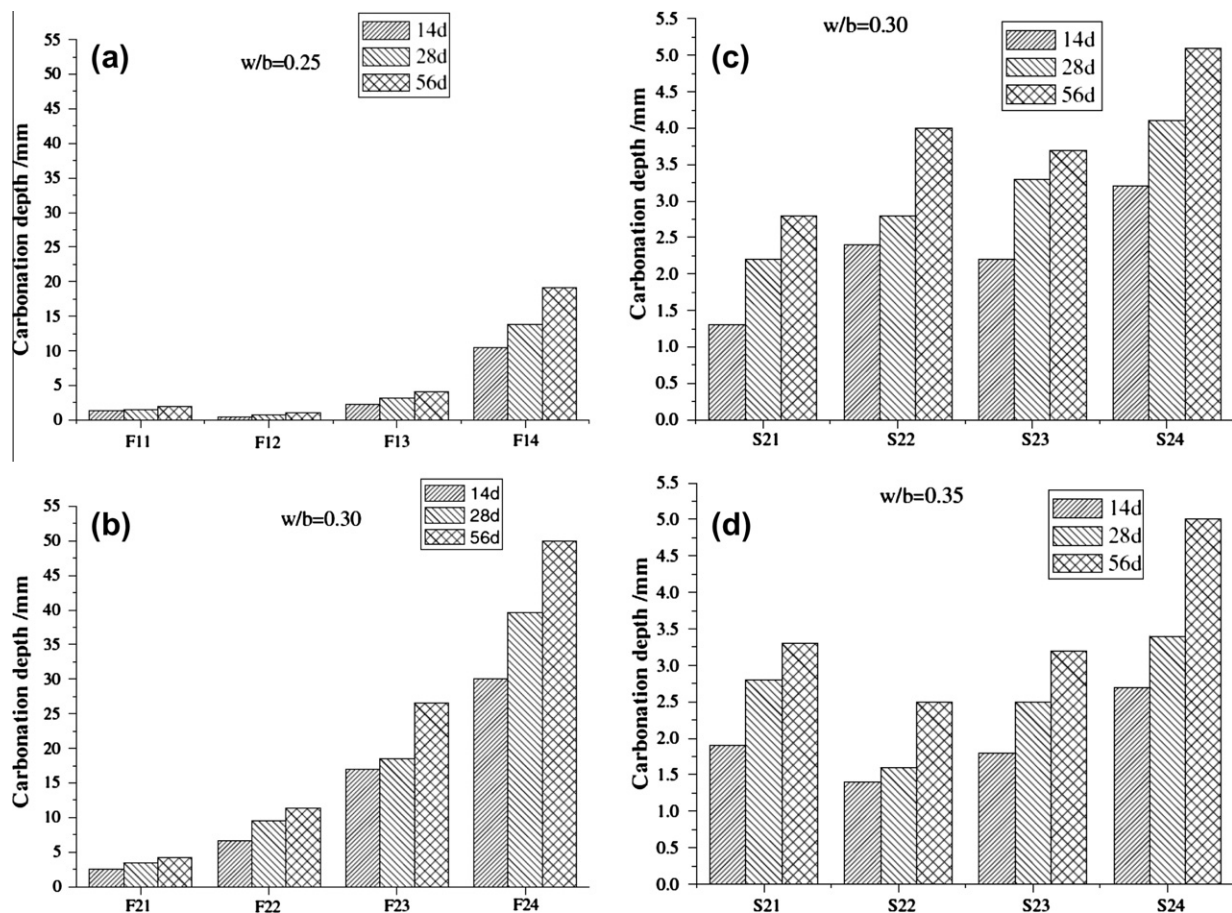 (a)
w/b=0.25
14d
28d
56d
Carbonation depth /mm
55
50
45
40
35
30
25
20
15
10
5
0
F11 F12 F13 F14
(c)
w/b=0.30
14d
28d
56d
Carbonation depth /mm
5.5
5.0
4.5
4.0
3.5
3.0
2.5
2.0
1.5
1.0
0.5
0.0
S21 S22 S23 S24
(b)
w/b=0.30
14d
28d
56d
Carbonation depth /mm
55
50
45
40
35
30
25
20
15
10
5
0
F21 F22 F23 F24
(d)
w/b=0.35
14d
28d
56d
Carbonation depth /mm
5.0
4.5
4.0
3.5
3.0
2.5
2.0
1.5
1.0
0.5
0.0
S21 S22 S23 S24